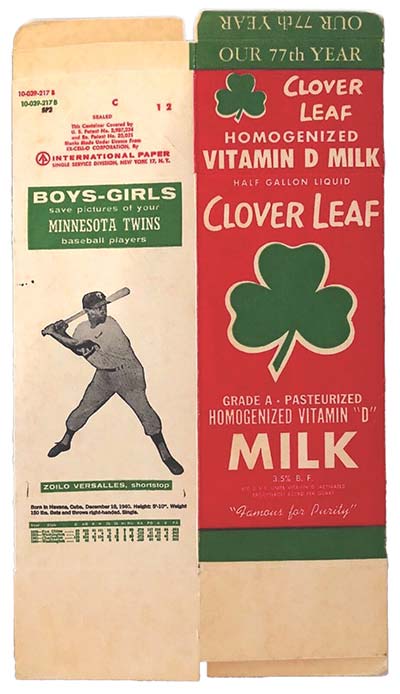 10-039-217 B
10-039-217 B
SP2
C
1 2
SEALED
This Container Covered by
U. S. Patent No.
and Re. Patent No.
Blanks Made Under License From
EX-CELL-O CORPORATION, By
INTERNATIONAL PAPER
SINGLE SERVICE DIVISION, NEW YORK 17, N. Y.
BOYS-GIRLS
save pictures of your
MINNESOTA TWINS
baseball players
ZOILO VERSALLES, shortstop
Born in Havana, Cuba, December 18, 1940. Height: 5'-10". Weight
150 lbs. Bats and throws right-handed. Single.
OUR 77th YEAR
OUR 77th YEAR
CLOVER
LEAF
HOMOGENIZED
VITAMIN D MILK
HALF GALLON LIQUID
CLOVER LEAF
GRADE A · PASTEURIZED
HOMOGENIZED VITAMIN "D"
MILK
3.5% B. F.
"Famous for Purity"